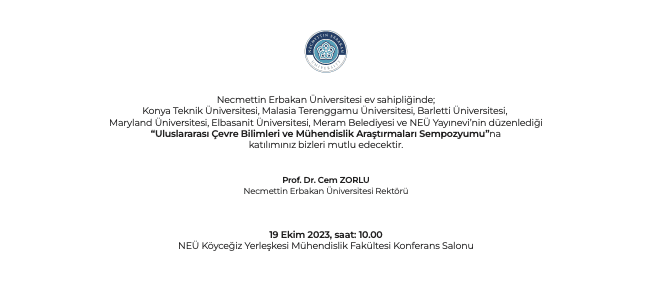 NECMETTİN ERBAKAN
Necmettin Erbakan Üniversitesi ev sahipliğinde;
Konya Teknik Üniversitesi, Malasia Terenggamu Üniversitesi, Barletti Üniversitesi,
Maryland Üniversitesi, Elbasanit Üniversitesi, Meram Belediyesi ve NEÜ Yayınevi'nin düzenlediği
“Uluslararası Çevre Bilimleri ve Mühendislik Araştırmaları Sempozyumu”na
katılımınız bizleri mutlu edecektir.
Prof. Dr. Cem ZORLU
Necmettin Erbakan Üniversitesi Rektörü
19 Ekim 2023, saat: 10.00
NEÜ Köyceğiz Yerleşkesi Mühendislik Fakültesi Konferans Salonu